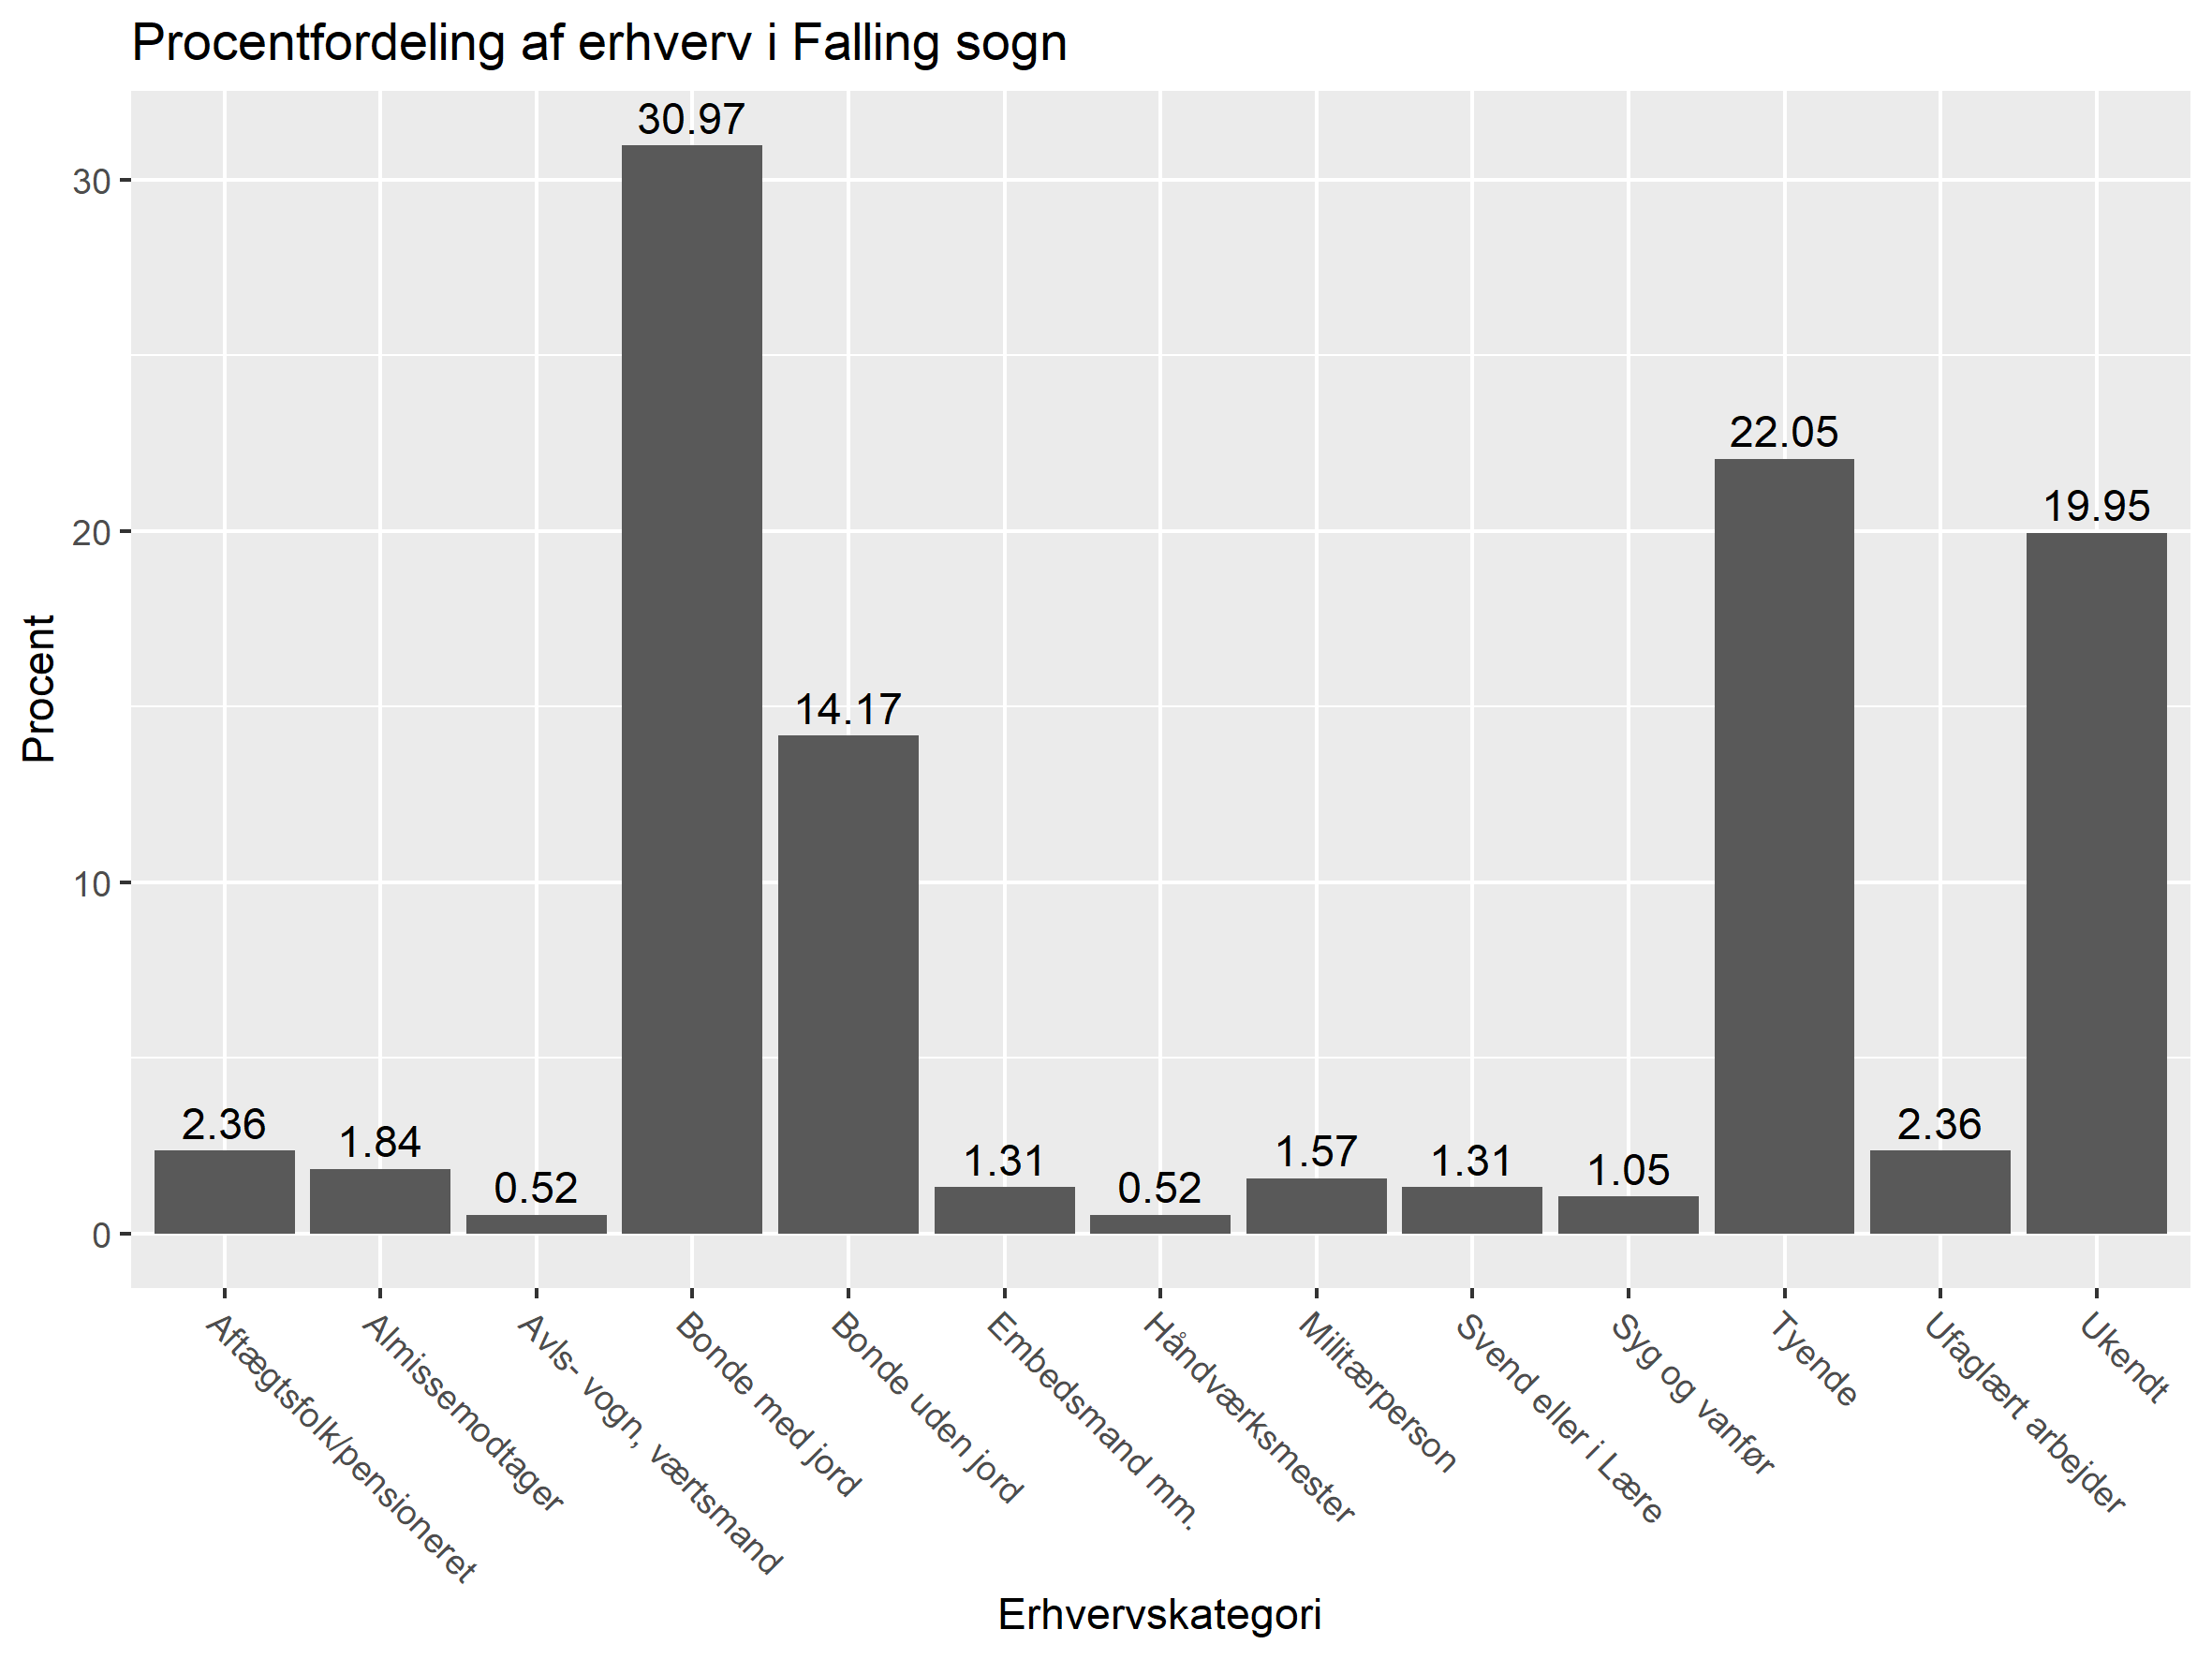 Procentfordeling af erhverv i Falling sogn
Procent
30
20
10
0
2.36
1.84
0.52
30.97
14.17
1.31
0.52
1.57
1.31
1.05
22.05
2.36
19.95
Aftægtsfolk/pensioneret
Almissemodtager
Avls- vogn, værtsmand
Bonde med jord
Bonde uden jord
Embedsmand mm.
Håndværksmester
Militærperson
Svend eller i Lære
Syg og vanfør
Tyende
Ufaglært arbejder
Ukendt
Erhvervskategori